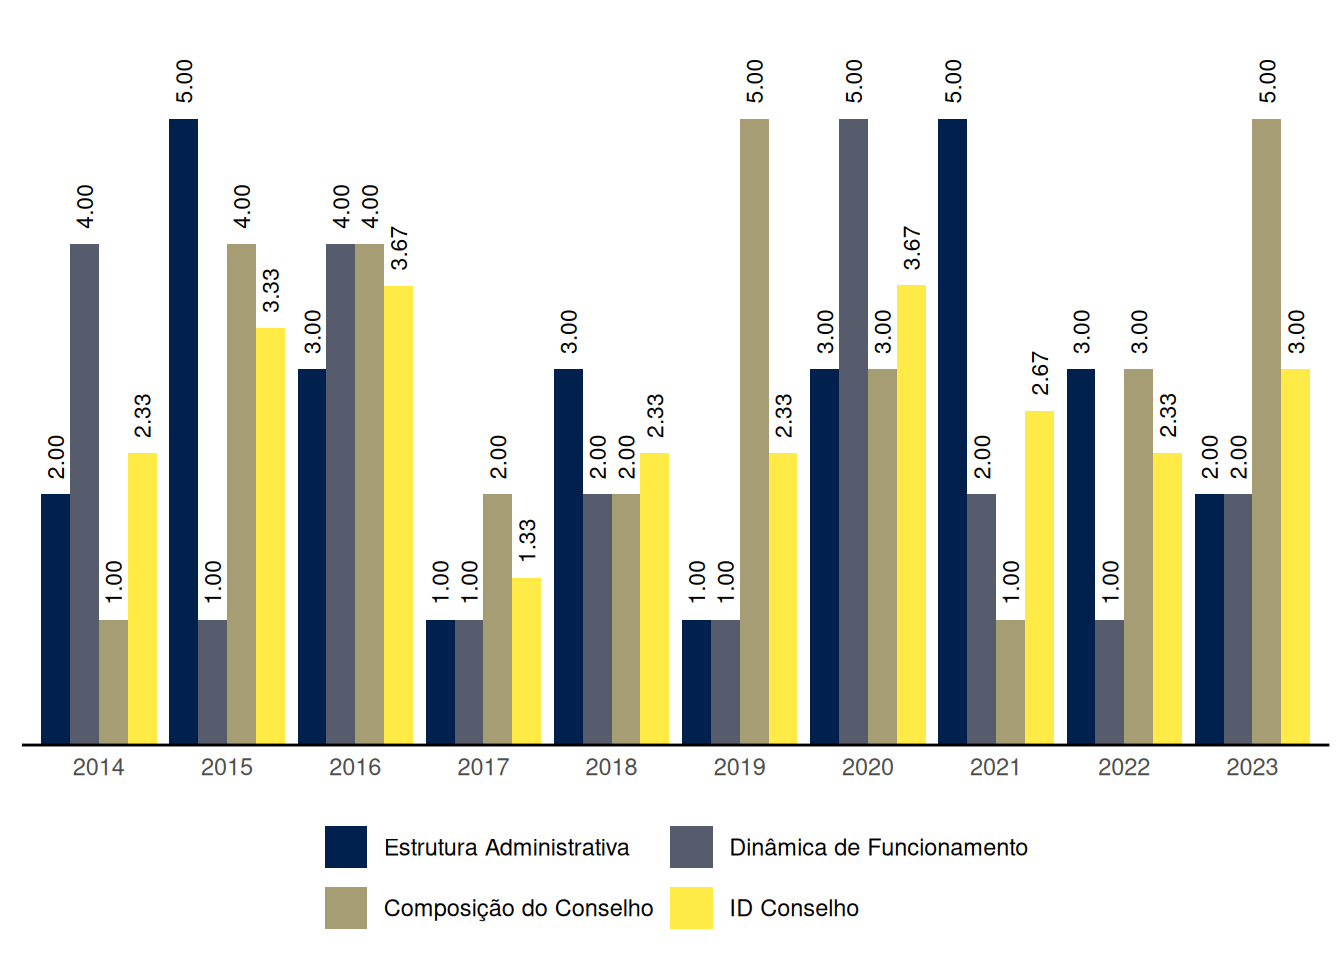 2.00 4.00 1.00 2.33
5.00 1.00 4.00 3.33
3.00 4.00 4.00 3.67
1.00 1.00 2.00 1.33
3.00 2.00 2.00 2.33
1.00 1.00 5.00 2.33
3.00 5.00 3.00 3.67
5.00 2.00 1.00 2.67
3.00 1.00 3.00 2.33
2.00 2.00 5.00 3.00
2014 2015 2016 2017 2018 2019 2020 2021 2022 2023
Estrutura Administrativa Dinâmica de Funcionamento
Composição do Conselho ID Conselho